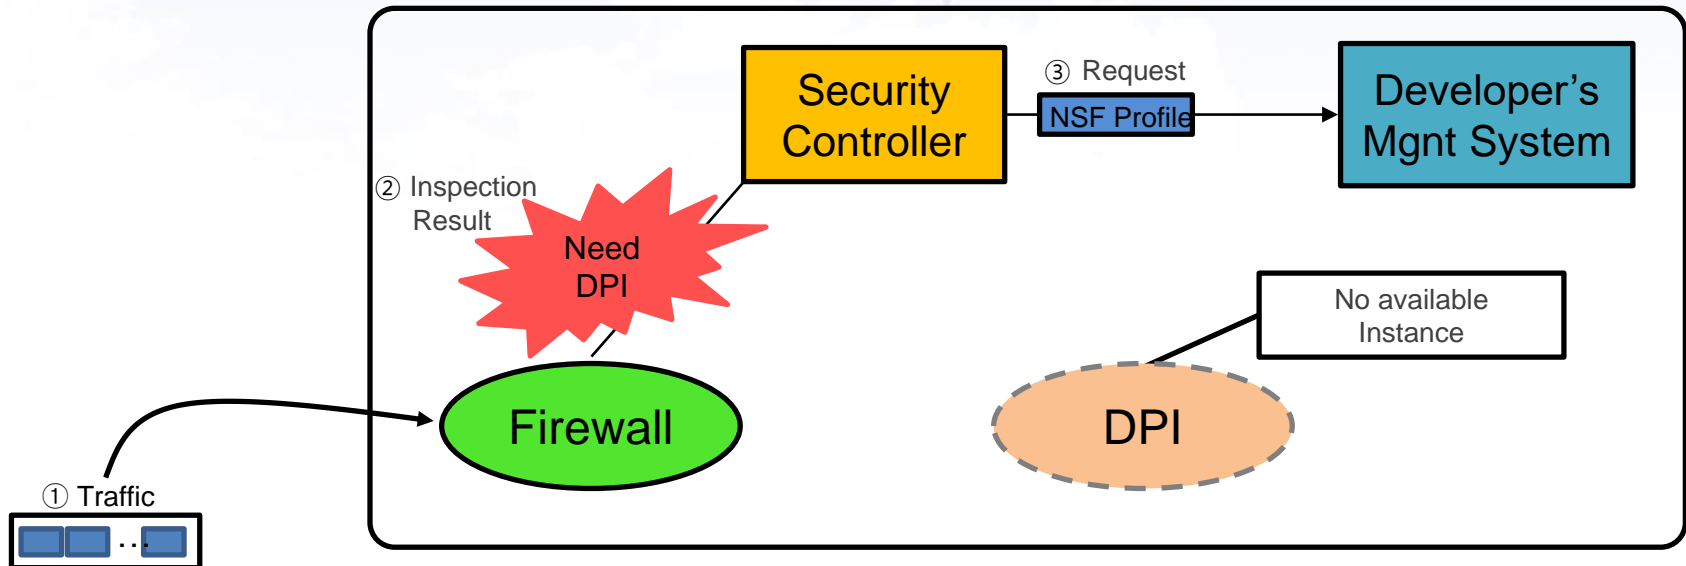 Security
Controller
③ Request
NSF Profile
Developer’s
Mgnt System
② Inspection
Result
Need
DPI
No available
Instance
Firewall
DPI
① Traffic
...